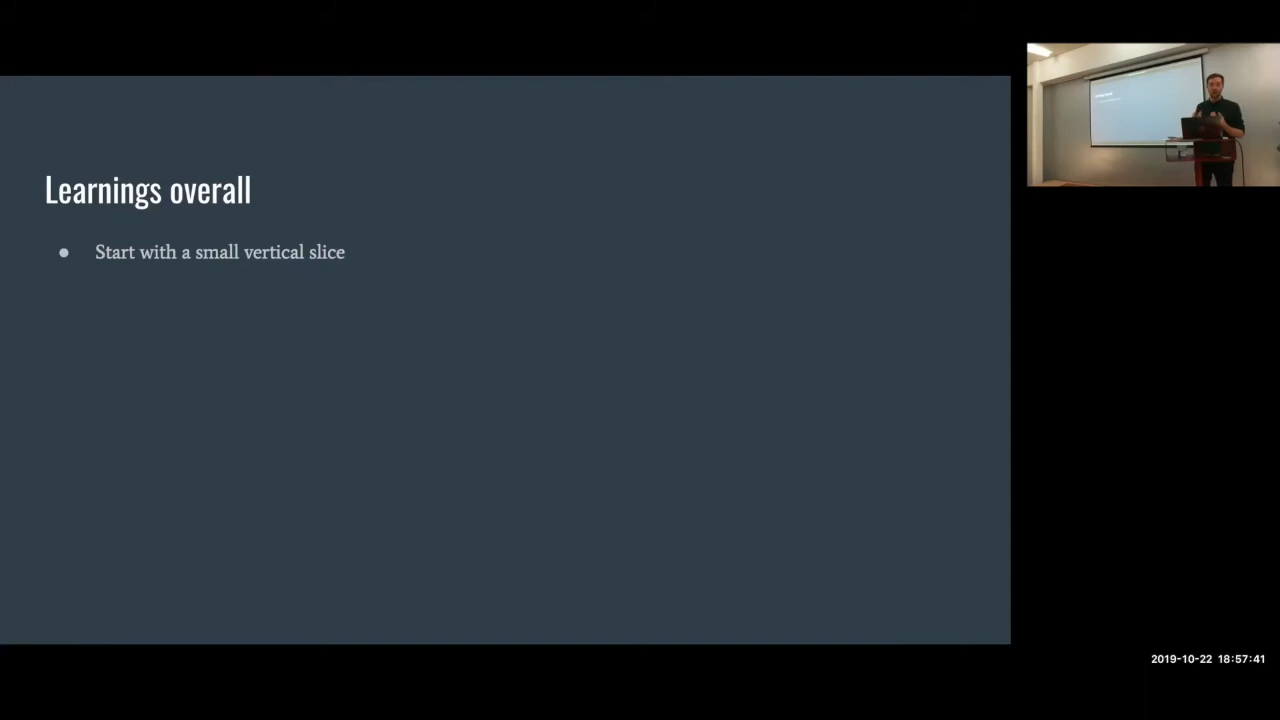 Learnings overall
● Start with a small vertical slice
2019-10-22 18:57:41